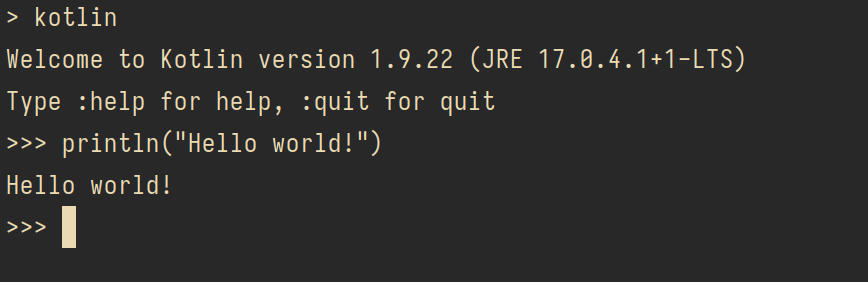 > kotlin
Welcome to Kotlin version 1.9.22 (JRE 17.0.4.1+1-LTS)
Type :help for help, :quit for quit
>>> println("Hello world!")
Hello world!
>>>